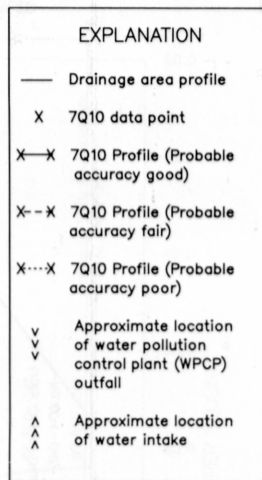 EXPLANATION
Drainage area profile
X 7Q10 data point
X—X 7Q10 Profile (Probable
accuracy good)
X--X 7Q10 Profile (Probable
accuracy fair)
X····X 7Q10 Profile (Probable
accuracy poor)
Approximate location
of water pollution
control plant (WPCP)
outfall
Approximate location
of water intake